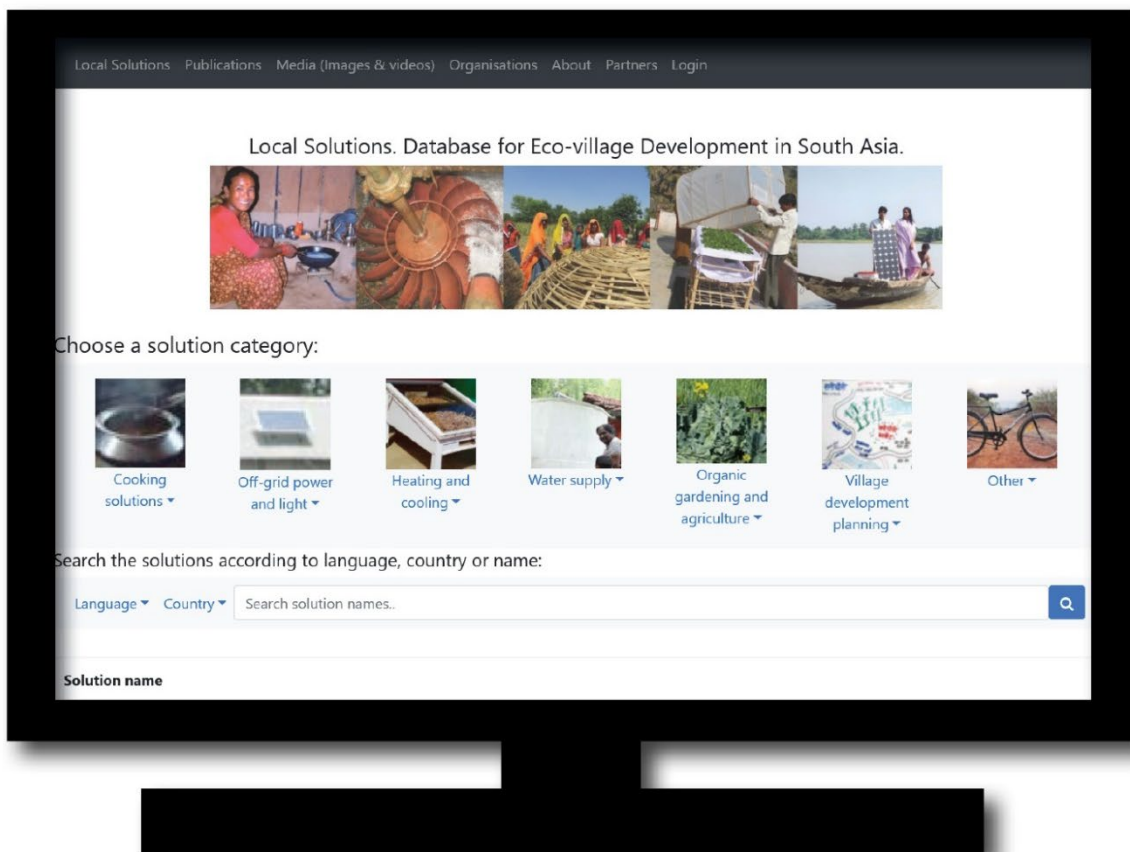 Local Solutions Publications Media (Images & videos) Organisations About Partners Login
Local Solutions. Database for Eco-village Development in South Asia.
Choose a solution category:
Cooking
solutions
Off-grid power
and light
Heating and
cooling
Water supply
Organic
gardening and
agriculture
Village
development
planning
Other
Search the solutions according to language, country or name:
Language Country Search solution names..
Solution name